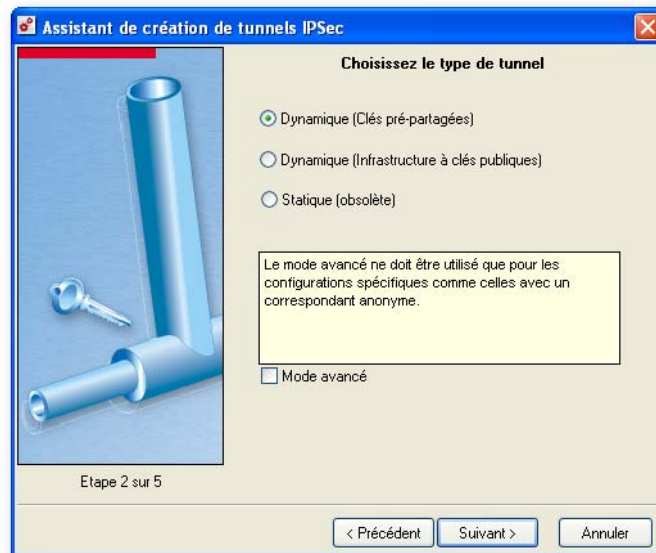 Assistant de création de tunnels IPSec
Choisissez le type de tunnel
Dynamique (Clés pré-partagées)
Dynamique (Infrastructure à clés publiques)
Statique (obsolète)
Le mode avancé ne doit être utilisé que pour les
configurations spécifiques comme celles avec un
correspondant anonyme.
Mode avancé
Etape 2 sur 5
< Précédent
Suivant >
Annuler